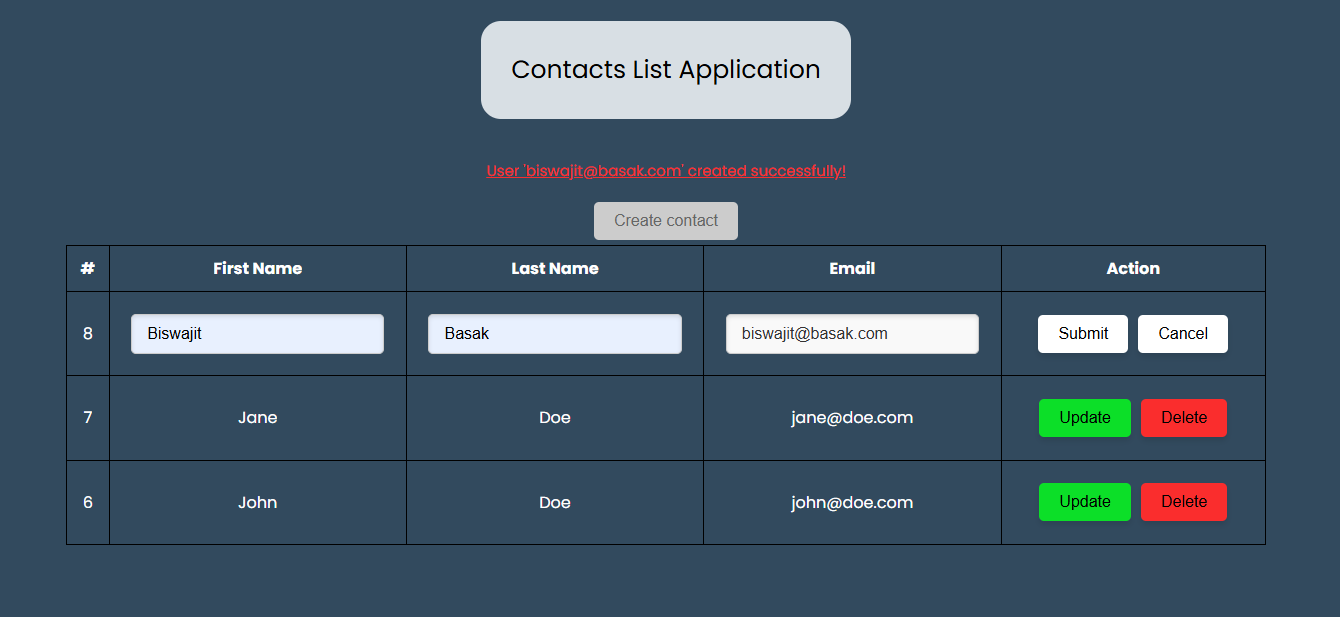 Contacts List Application
User 'biswajit@basak.com' created successfully!
Create contact
# First Name Last Name Email Action
8 Biswajit Basak biswajit@basak.com Submit Cancel
7 Jane Doe jane@doe.com Update Delete
6 John Doe john@doe.com Update Delete